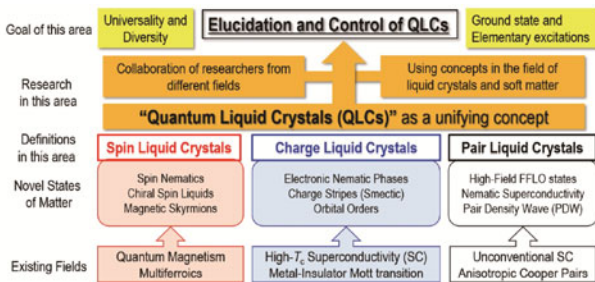 Goal of this area
Universality and
Diversity
Elucidation and Control of QLCs
Ground state and
Elementary excitations
Research
in this area
Collaboration of researchers from
different fields
Using concepts in the field of
liquid crystals and soft matter
“Quantum Liquid Crystals (QLCs)” as a unifying concept
Definitions
in this area
Spin Liquid Crystals
Charge Liquid Crystals
Pair Liquid Crystals
Novel States
of Matter
Spin Nematics
Chiral Spin Liquids
Magnetic Skyrmions
Electronic Nematic Phases
Charge Stripes (Smectic)
Orbital Orders
High-Field FFLO states
Nematic Superconductivity
Pair Density Wave (PDW)
Existing Fields
Quantum Magnetism
Multiferroics
High-Tc Superconductivity (SC)
Metal-Insulator Mott transition
Unconventional SC
Anisotropic Cooper Pairs